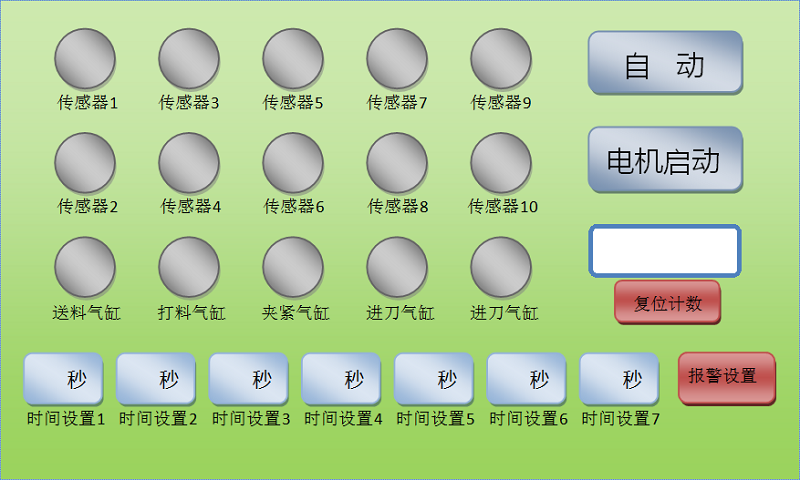 传感器1 传感器3 传感器5 传感器7 传感器9
自 动
传感器2 传感器4 传感器6 传感器8 传感器10
电机启动
送料气缸 打料气缸 夹紧气缸 进刀气缸 进刀气缸
复位计数
秒 秒 秒 秒 秒 秒 秒
报警设置
时间设置1 时间设置2 时间设置3 时间设置4 时间设置5 时间设置6 时间设置7